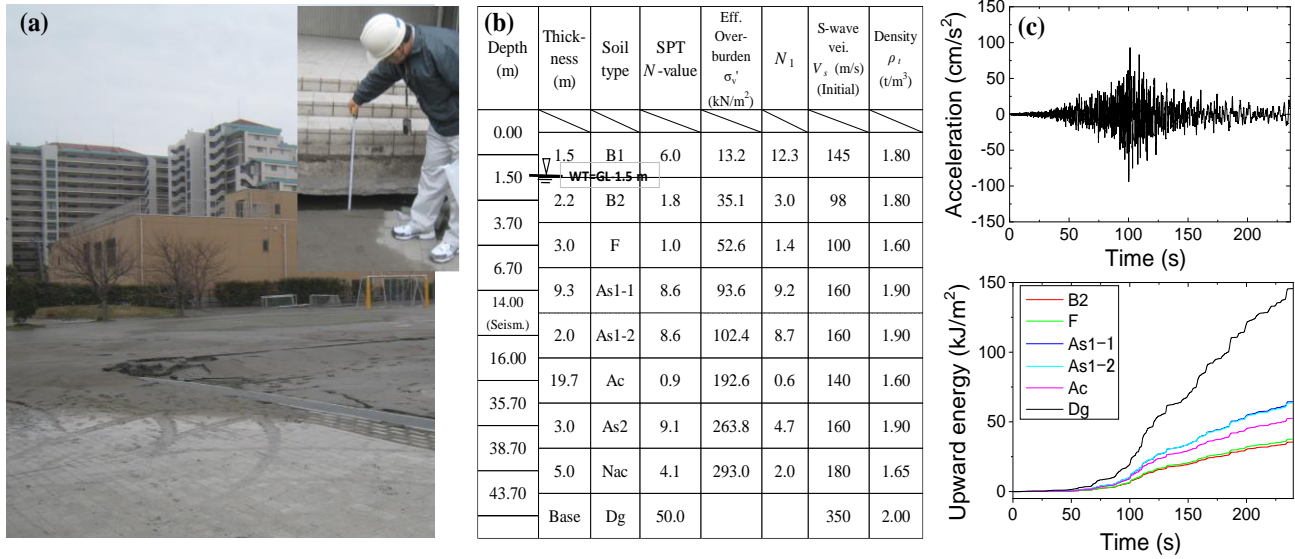 (a)
(b)
Depth
(m)
Thick-
ness
(m)
Soil
type
SPT
N-value
Eff.
Over-
burden
σv'
(kN/m²)
N1
S-wave
vei.
Vs (m/s)
(Initial)
Density
ρt
(t/m³)
0.00
1.5 B1 6.0 13.2 12.3 145 1.80
1.50
WT=GL-1.5 m
2.2 B2 1.8 35.1 3.0 98 1.80
3.70
3.0 F 1.0 52.6 1.4 100 1.60
6.70
9.3 As1-1 8.6 93.6 9.2 160 1.90
14.00
(Seism.)
2.0 As1-2 8.6 102.4 8.7 160 1.90
16.00
19.7 Ac 0.9 192.6 0.6 140 1.60
35.70
3.0 As2 9.1 263.8 4.7 160 1.90
38.70
5.0 Nac 4.1 293.0 2.0 180 1.65
43.70
Base Dg 50.0 350 2.00
(c)
Acceleration (cm/s²)
150
100
50
0
-50
-100
-150
0 50 100 150 200
Time (s)
Upward energy (kJ/m²)
150
100
50
0
B2
F
As1-1
As1-2
Ac
Dg
0 50 100 150 200
Time (s)